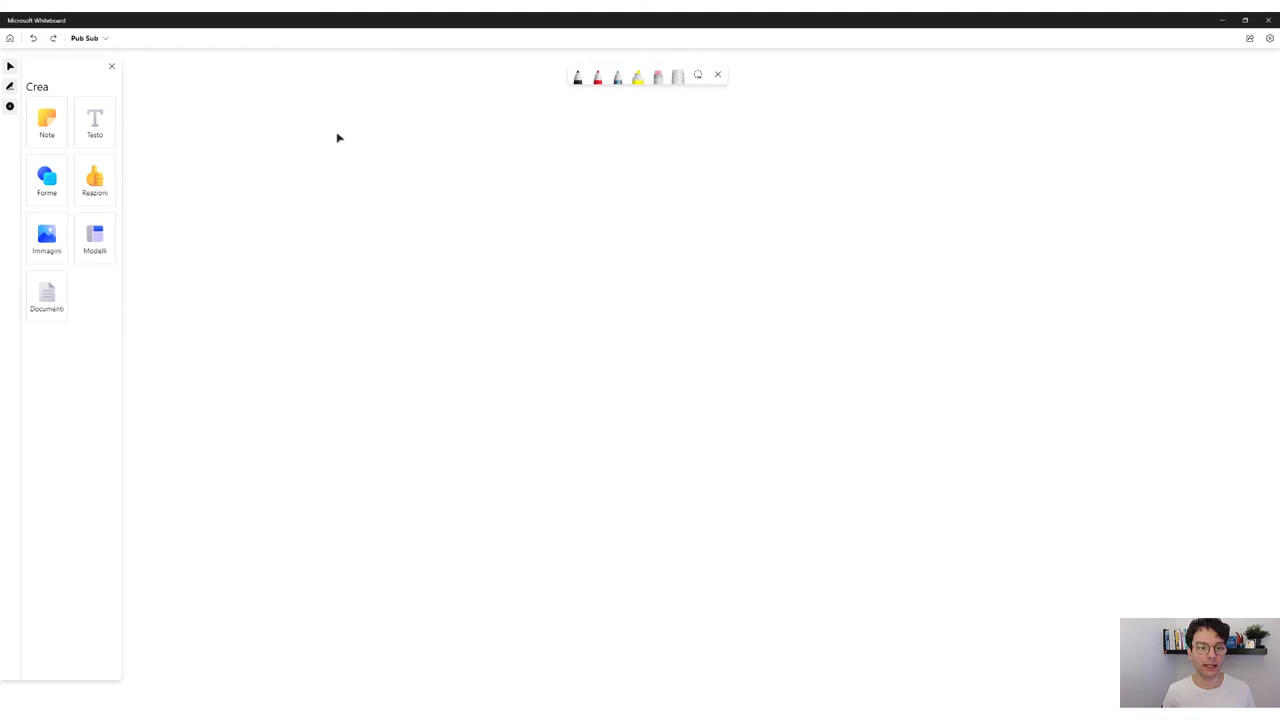 Microsoft Whiteboard
Pub Sub
Crea
Note
Testo
Forme
Reazioni
Immagini
Modelli
Documenti